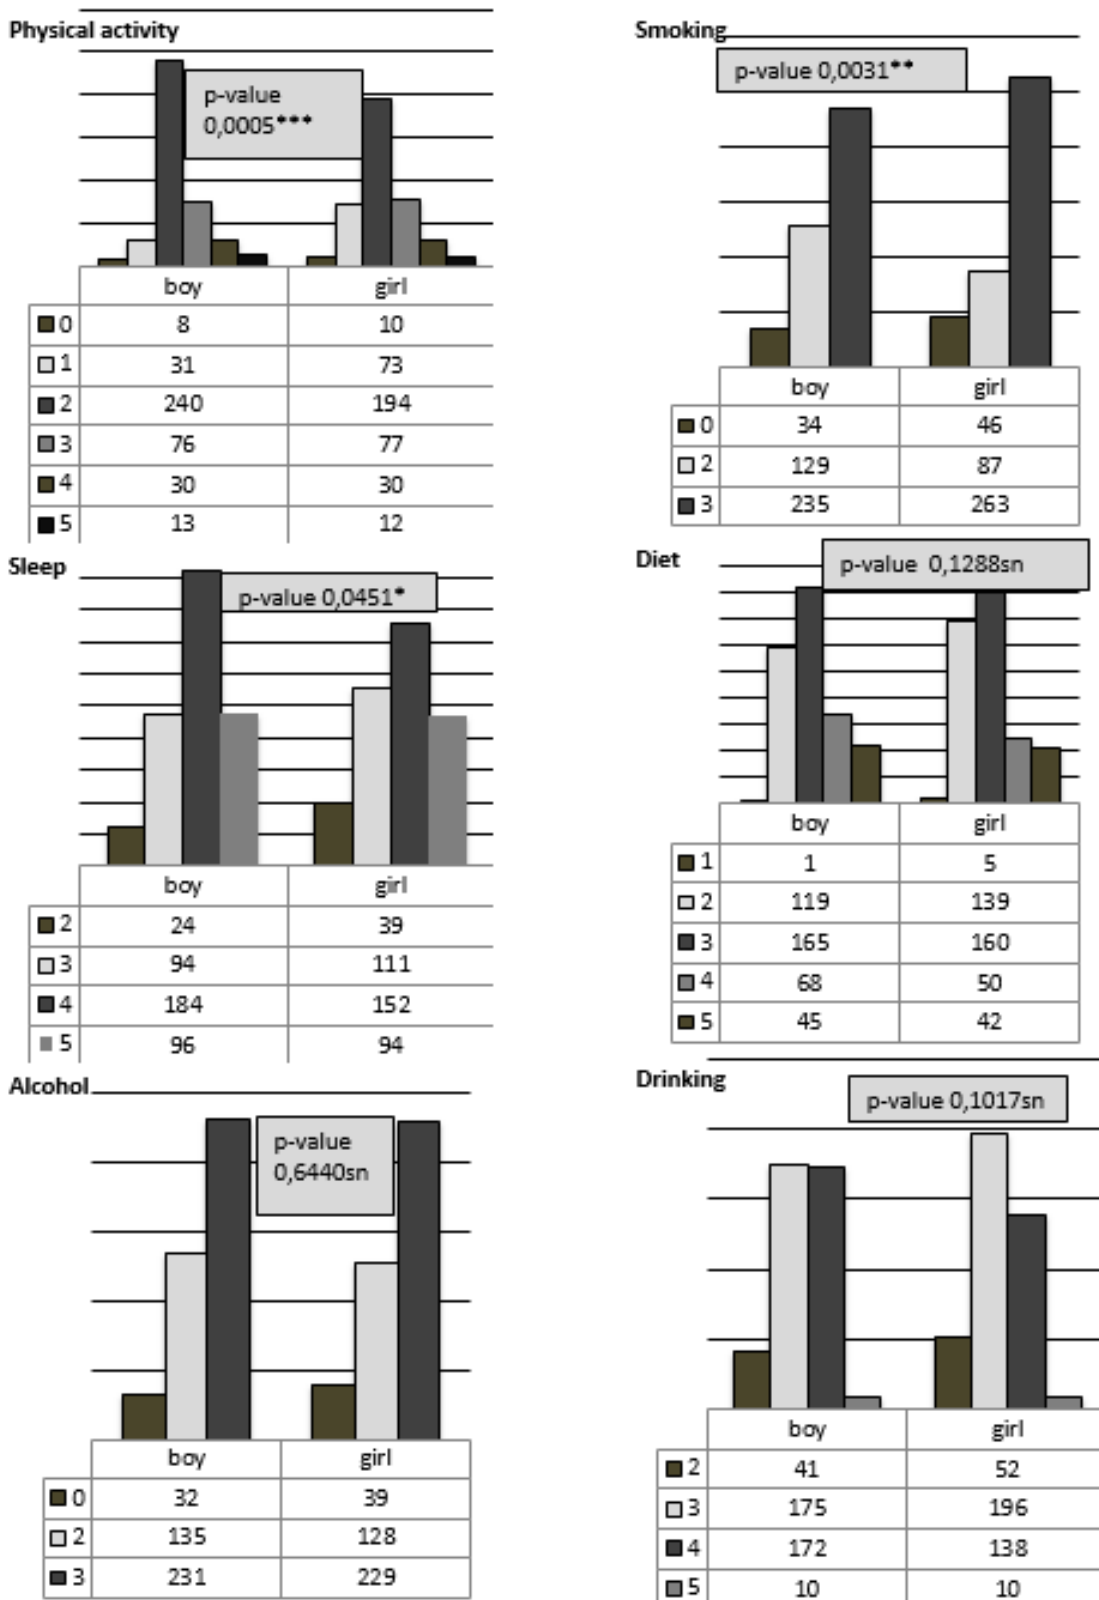 Physical activity
p-value
0,0005***
boy girl
0 8 10
1 31 73
2 240 194
3 76 77
4 30 30
5 13 12
Smoking
p-value 0,0031**
boy girl
0 34 46
2 129 87
3 235 263
Sleep
p-value 0,0451*
boy girl
2 24 39
3 94 111
4 184 152
5 96 94
Diet
p-value 0,1288sn
boy girl
1 1 5
2 119 139
3 165 160
4 68 50
5 45 42
Alcohol
p-value
0,6440sn
boy girl
0 32 39
2 135 128
3 231 229
Drinking
p-value 0,1017sn
boy girl
2 41 52
3 175 196
4 172 138
5 10 10